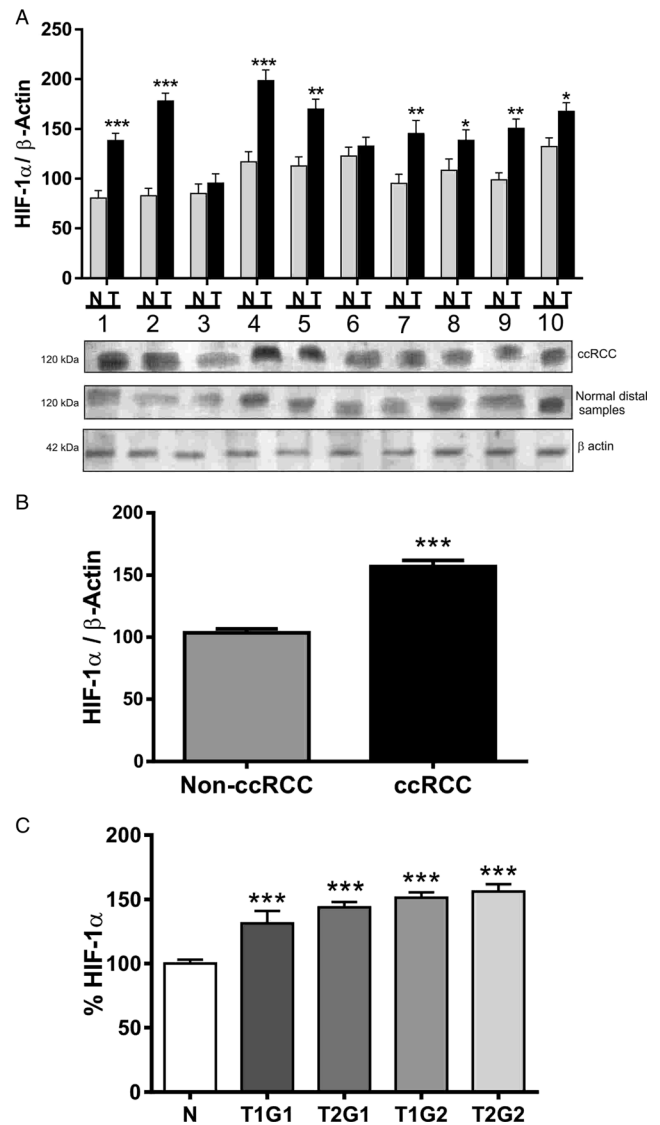 A
HIF-1α/ β-Actin
250
200
150
100
50
0
*** *** *** ** ** * ** *
N T N T N T N T N T N T N T N T N T N T
1 2 3 4 5 6 7 8 9 10
120 kDa ccRCC
120 kDa Normal distal
samples
42 kDa β actin
B
HIF-1α / β-Actin
200
150
100
50
0
***
Non-ccRCC ccRCC
C
% HIF-1α
200
150
100
50
0
*** *** *** ***
N T1G1 T2G1 T1G2 T2G2